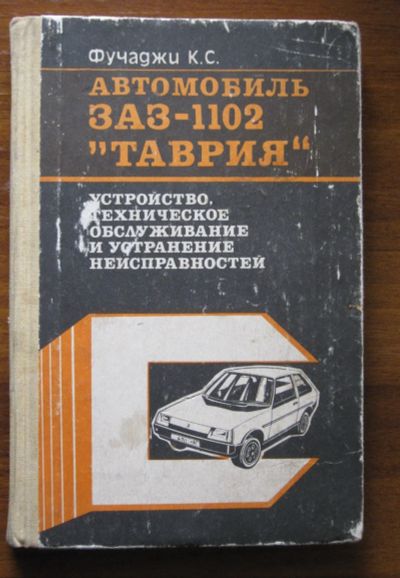 Фучаджи К.С.
АВТОМОБИЛЬ
ЗАЗ-1102
„ТАВРИЯ“
УСТРОЙСТВО,
ТЕХНИЧЕСКОЕ
ОБСЛУЖИВАНИЕ
И УСТРАНЕНИЕ
НЕИСПРАВНОСТЕЙ